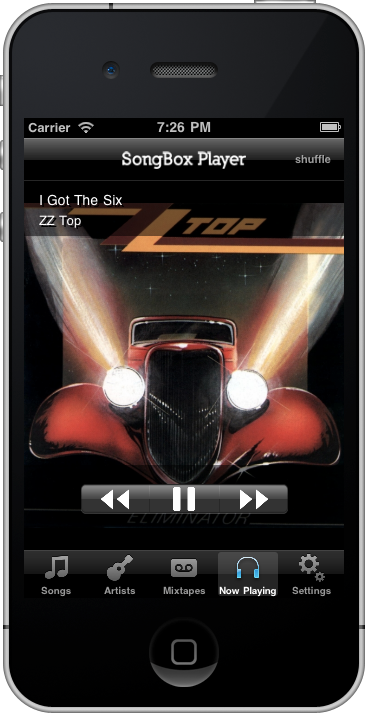 Carrier 7:26 PM
SongBox Player shuffle
I Got The Six
ZZ Top
ZZ TOP
ELIMINATOR
Songs Artists Mixtapes Now Playing Settings